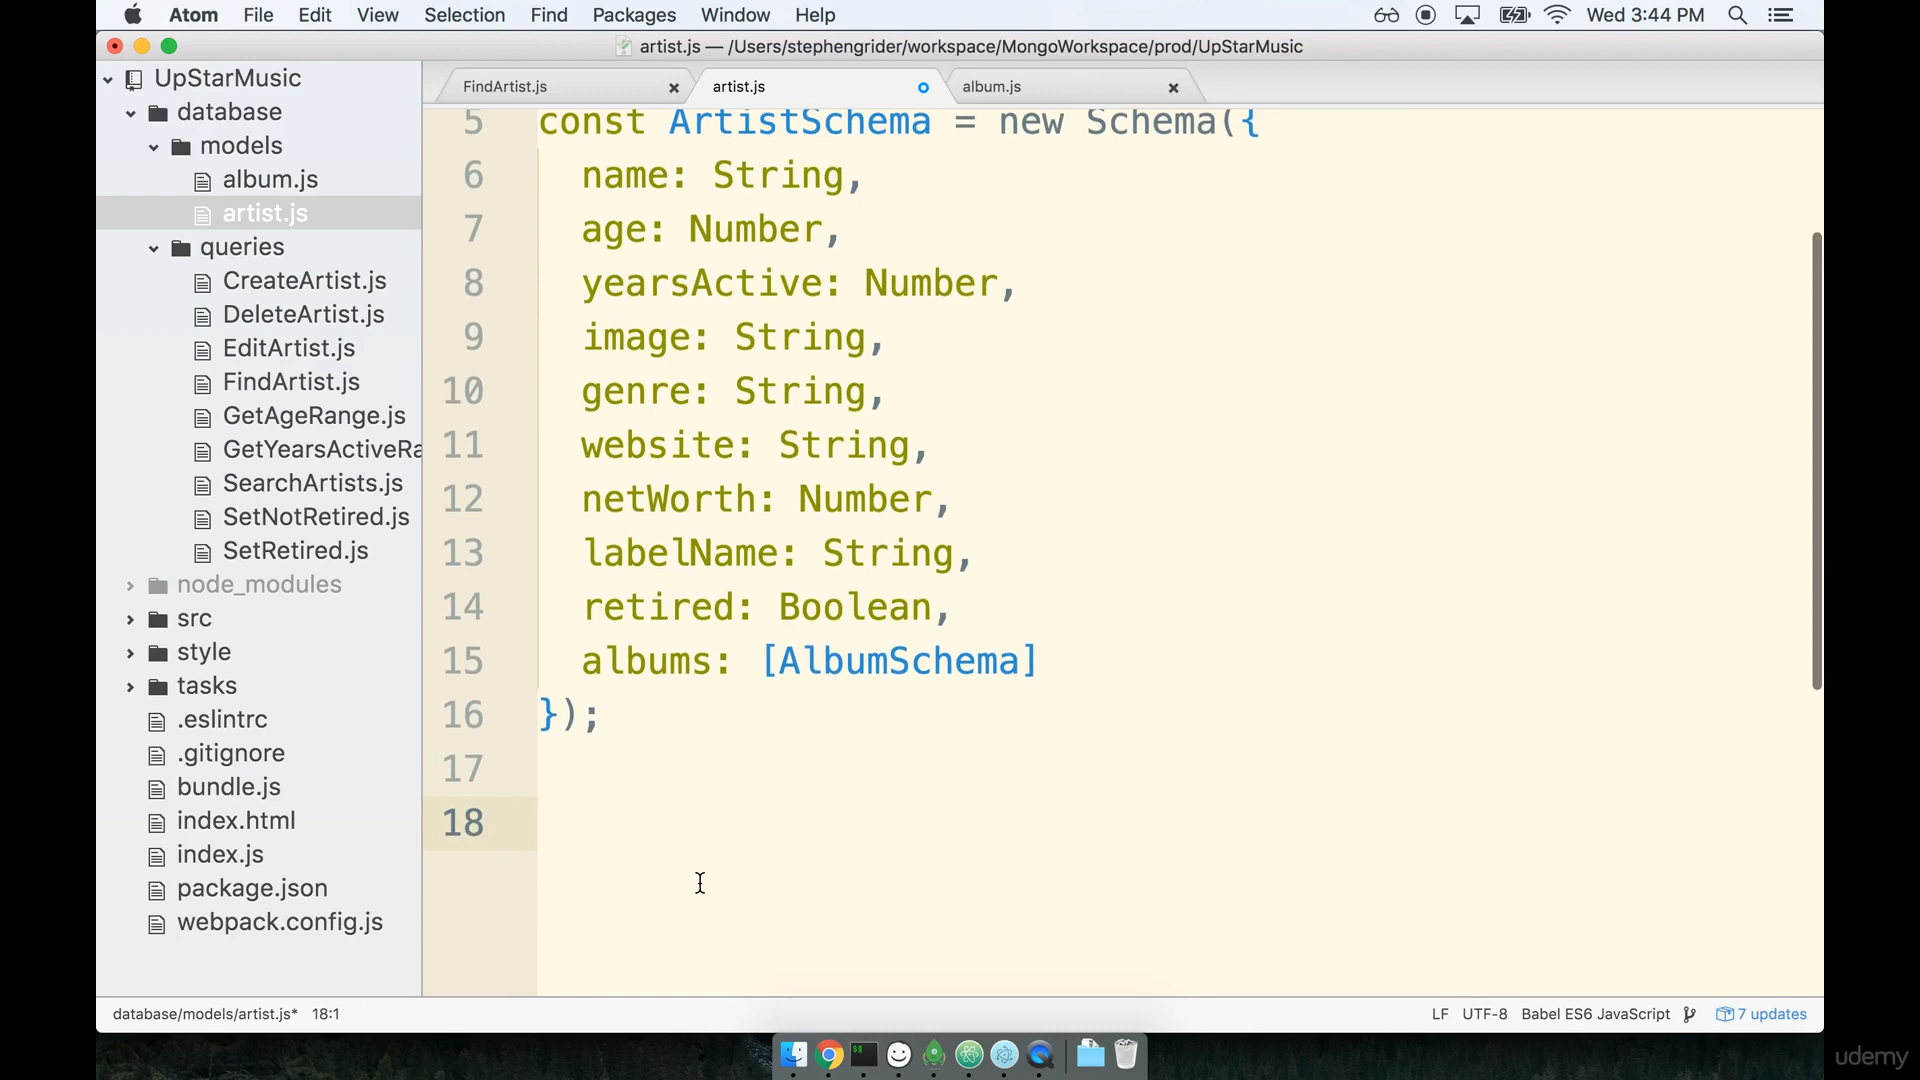 Atom File Edit View Selection Find Packages Window Help Wed 3:44 PM
artist.js — /Users/stephengrider/workspace/MongoWorkspace/prod/UpStarMusic
UpStarMusic
database
models
album.js
artist.js
queries
CreateArtist.js
DeleteArtist.js
EditArtist.js
FindArtist.js
GetAgeRange.js
GetYearsActiveRa
SearchArtists.js
SetNotRetired.js
SetRetired.js
node_modules
src
style
tasks
.eslintrc
.gitignore
bundle.js
index.html
index.js
package.json
webpack.config.js
FindArtist.js artist.js album.js
5 const ArtistSchema = new Schema({
6 name: String,
7 age: Number,
8 yearsActive: Number,
9 image: String,
10 genre: String,
11 website: String,
12 netWorth: Number,
13 labelName: String,
14 retired: Boolean,
15 albums: [AlbumSchema]
16 });
17
18
database/models/artist.js* 18:1 LF UTF-8 Babel ES6 JavaScript 7 updates
udemy